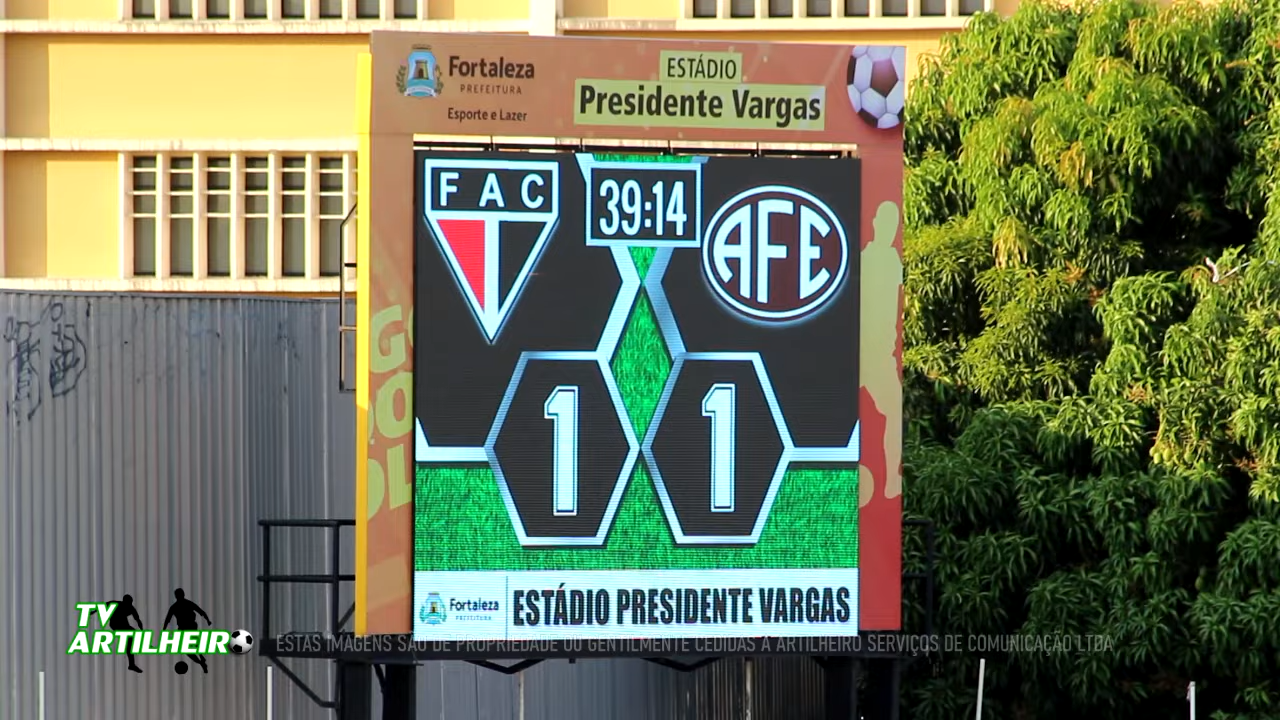 Fortaleza
PREFEITURA
Esporte e Lazer
ESTÁDIO
Presidente Vargas
FAC
39:14
AFE
1
1
Fortaleza
PREFEITURA
ESTÁDIO PRESIDENTE VARGAS
TV
ARTILHEIRO
ESTAS IMAGENS SÃO DE PROPRIEDADE OU GENTILMENTE CEDIDAS A ARTILHEIRO SERVIÇOS DE COMUNICAÇÃO LTDA